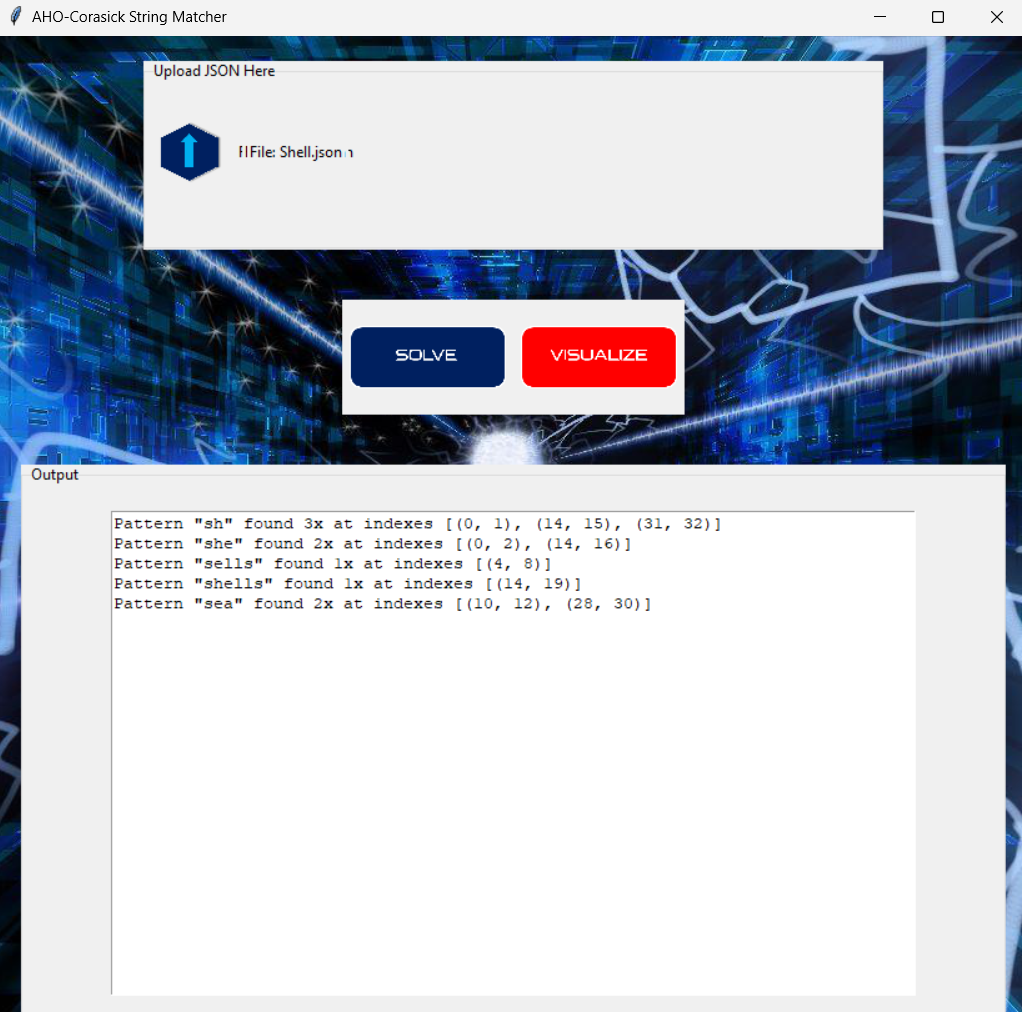 AHO-Corasick String Matcher
Upload JSON Here
File: Shell.json
SOLVE
VISUALIZE
Output
Pattern "sh" found 3x at indexes [(0, 1), (14, 15), (31, 32)]
Pattern "she" found 2x at indexes [(0, 2), (14, 16)]
Pattern "sells" found 1x at indexes [(4, 8)]
Pattern "shells" found 1x at indexes [(14, 19)]
Pattern "sea" found 2x at indexes [(10, 12), (28, 30)]